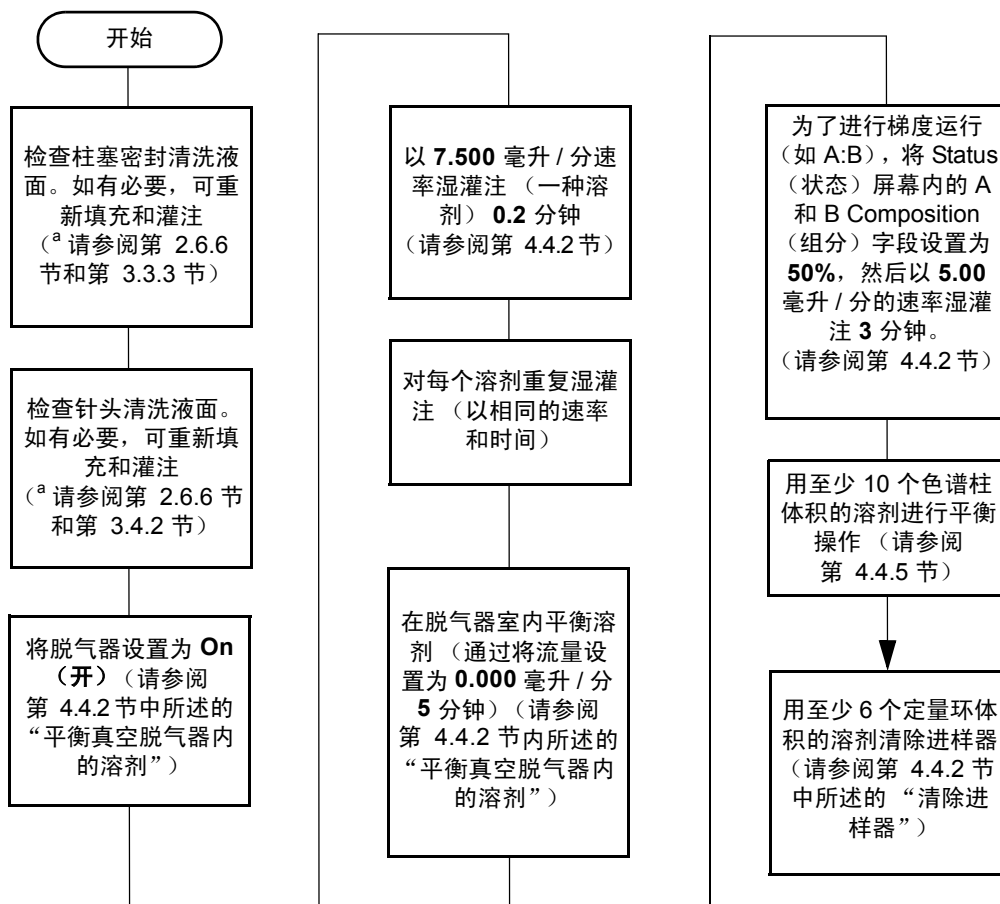 开始
检查柱塞密封清洗液
面。如有必要，可重
新填充和灌注
（a 请参阅第 2.6.6
节和第 3.3.3 节）
检查针头清洗液面。
如有必要，可重新填
充和灌注
（a 请参阅第 2.6.6 节
和第 3.4.2 节）
将脱气器设置为 On
（开）（请参阅
第 4.4.2 节中所述的
“平衡真空脱气器内
的溶剂”）
以 7.500 毫升 / 分速
率湿灌注 （一种溶
剂） 0.2 分钟
（请参阅第 4.4.2 节）
对每个溶剂重复湿灌
注 （以相同的速率
和时间）
在脱气器室内平衡溶
剂 （通过将流量设
置为 0.000 毫升 / 分
5 分钟）（请参阅
第 4.4.2 节内所述的
“平衡真空脱气器内
的溶剂”）
为了进行梯度运行
（如 A:B），将 Status
（状态）屏幕内的 A
和 B Composition
（组分）字段设置为
50%，然后以 5.00
毫升 / 分的速率湿灌
注 3 分钟。
（请参阅第 4.4.2 节）
用至少 10 个色谱柱
体积的溶剂进行平衡
操作 （请参阅
第 4.4.5 节）
用至少 6 个定量环体
积的溶剂清除进样器
（请参阅第 4.4.2 节
中所述的 “清除进
样器”）